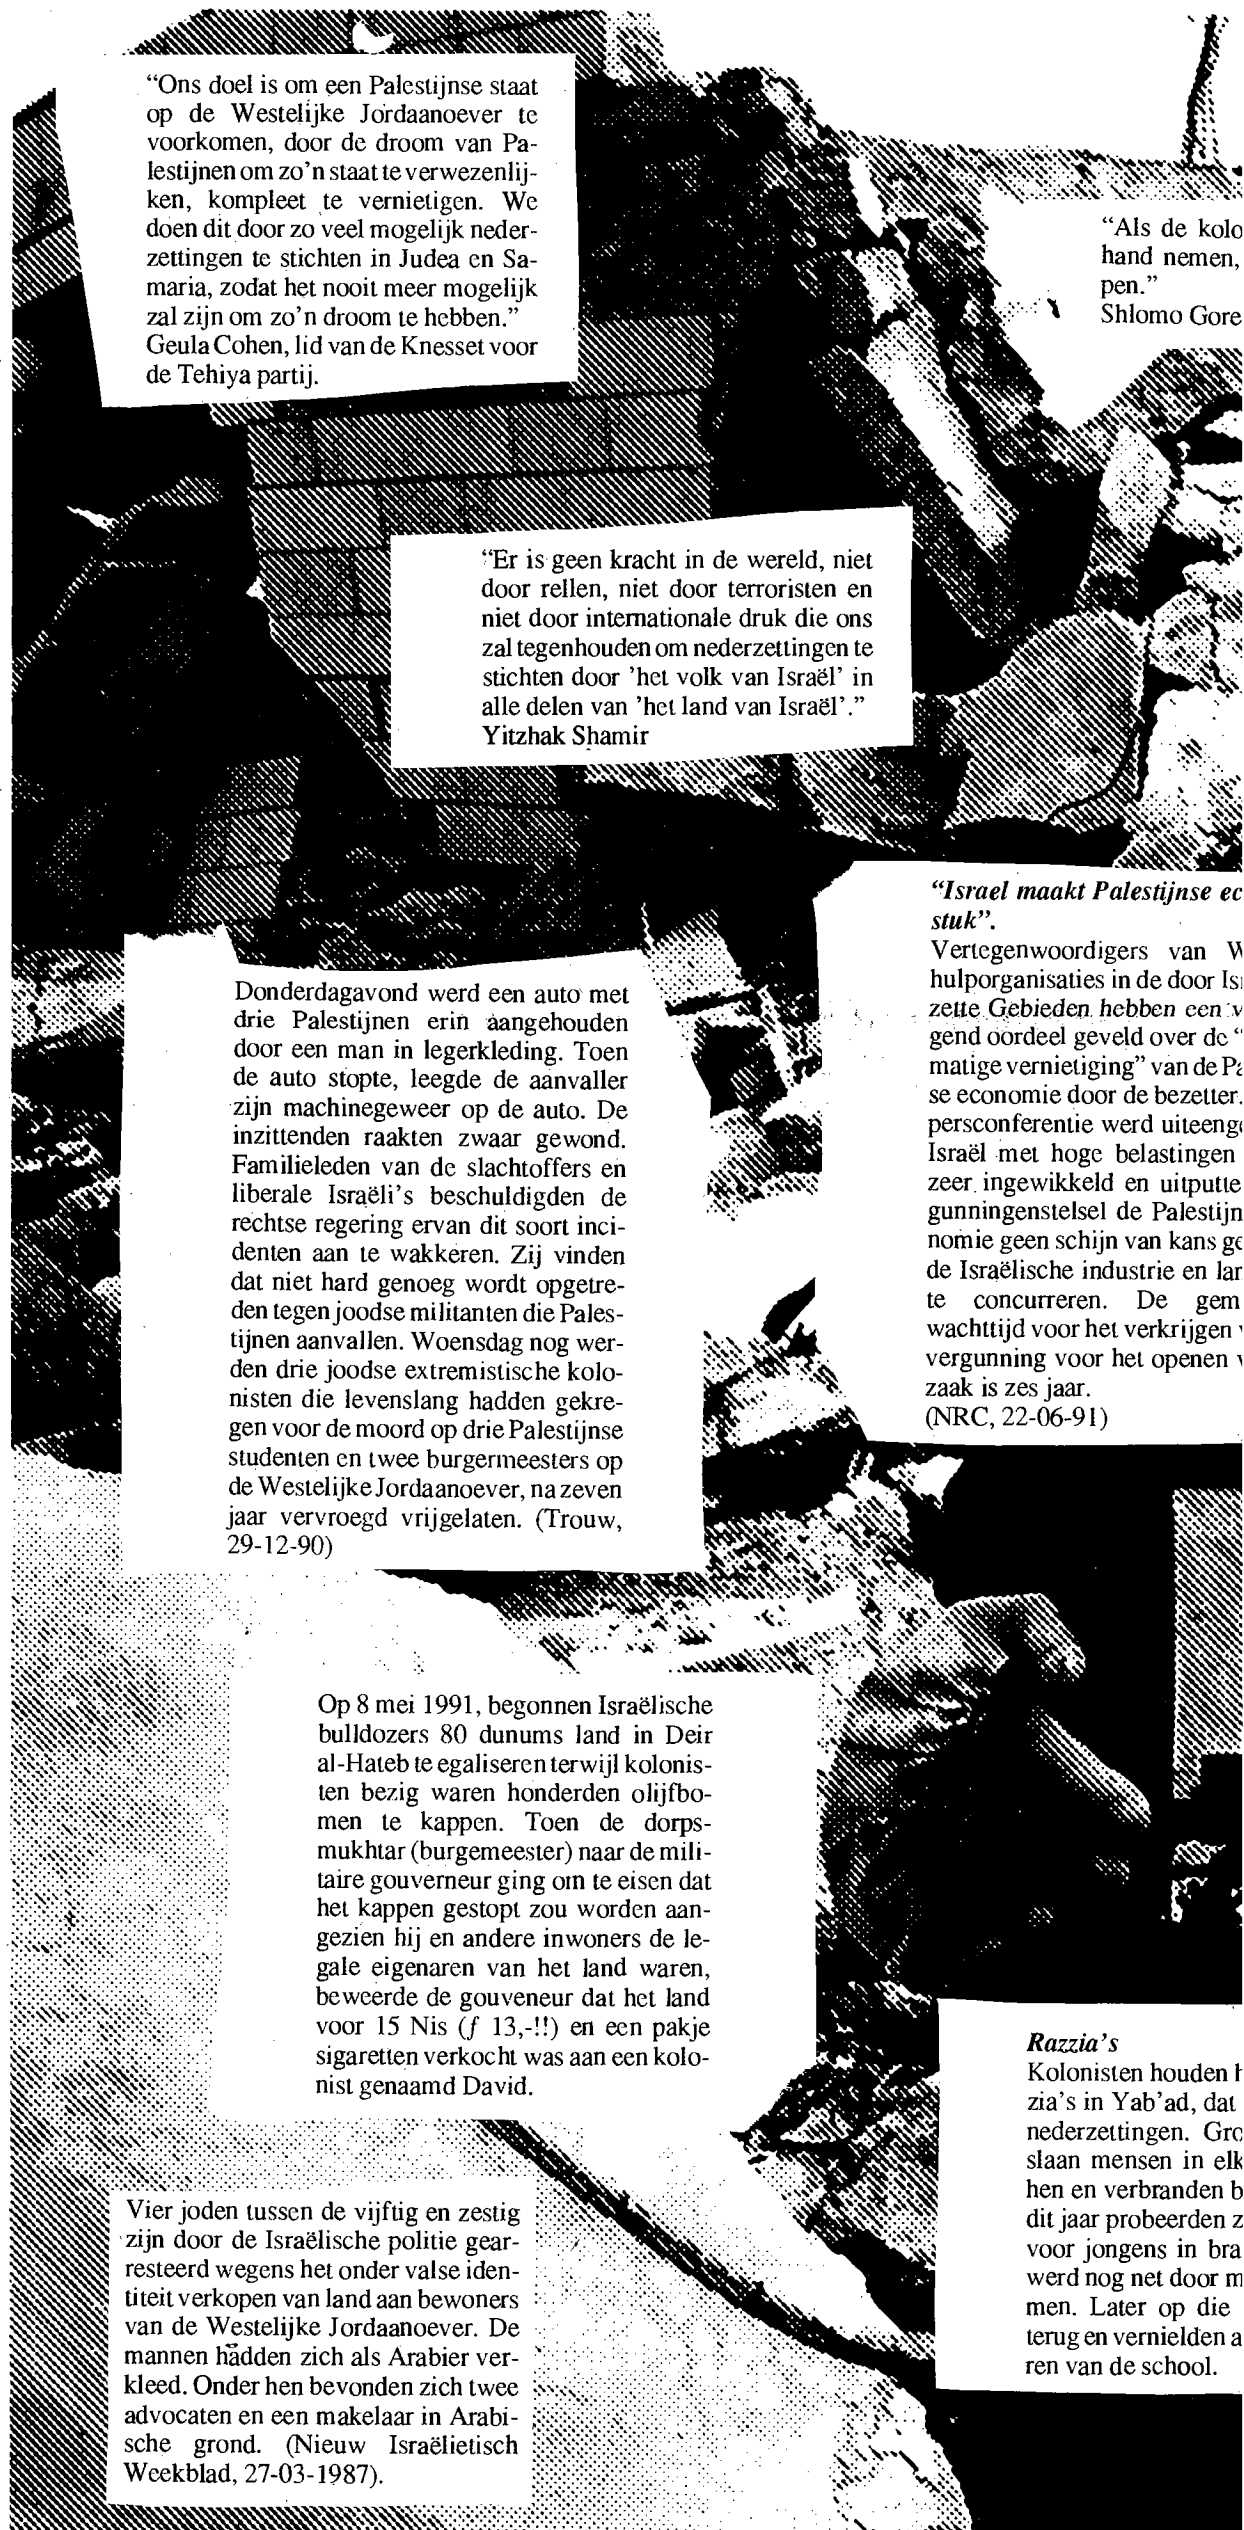 “Ons doel is om een Palestijnse staat
op de Westelijke Jordaanoever te
voorkomen, door de droom van Pa-
lestijnen om zo’n staat te verwezenlij-
ken, kompleet te vernietigen. We
doen dit door zo veel mogelijk neder-
zettingen te stichten in Judea en Sa-
maria, zodat het nooit meer mogelijk
zal zijn om zo’n droom te hebben.”
Geula Cohen, lid van de Knesset voor
de Tehiya partij.
“Als de kolo
hand nemen,
pen.”
Shlomo Gore
“Er is geen kracht in de wereld, niet
door rellen, niet door terroristen en
niet door internationale druk die ons
zal tegenhouden om nederzettingen te
stichten door ’het volk van Israël’ in
alle delen van ’het land van Israël’.”
Yitzhak Shamir
“Israel maakt Palestijnse ec
stuk”.
Vertegenwoordigers van W
hulporganisaties in de door Isr
zette Gebieden hebben een v
gend oordeel geveld over de “
matige vernietiging” van de Pa
se economie door de bezetter.
persconferentie werd uiteenge
Israël met hoge belastingen
zeer ingewikkeld en uitputte
gunningenstelsel de Palestijn
nomie geen schijn van kans ge
de Israëlische industrie en lan
te concurreren. De gem
wachttijd voor het verkrijgen v
vergunning voor het openen v
zaak is zes jaar.
(NRC, 22-06-91)
Donderdagavond werd een auto met
drie Palestijnen erin aangehouden
door een man in legerkleding. Toen
de auto stopte, leegde de aanvaller
zijn machinegeweer op de auto. De
inzittenden raakten zwaar gewond.
Familieleden van de slachtoffers en
liberale Israëli’s beschuldigden de
rechtse regering ervan dit soort inci-
denten aan te wakkeren. Zij vinden
dat niet hard genoeg wordt opgetre-
den tegen joodse militanten die Pales-
tijnen aanvallen. Woensdag nog wer-
den drie joodse extremistische kolo-
nisten die levenslang hadden gekre-
gen voor de moord op drie Palestijnse
studenten en twee burgermeesters op
de Westelijke Jordaanoever, na zeven
jaar vervroegd vrijgelaten. (Trouw,
29-12-90)
Op 8 mei 1991, begonnen Israëlische
bulldozers 80 dunums land in Deir
al-Hateb te egaliseren terwijl kolonis-
ten bezig waren honderden olijfbo-
men te kappen. Toen de dorps-
mukhtar (burgemeester) naar de mili-
taire gouverneur ging om te eisen dat
het kappen gestopt zou worden aan-
gezien hij en andere inwoners de le-
gale eigenaren van het land waren,
beweerde de gouveneur dat het land
voor 15 Nis (ƒ 13,-!!) en een pakje
sigaretten verkocht was aan een kolo-
nist genaamd David.
Razzia’s
Kolonisten houden h
zia’s in Yab’ad, dat
nederzettingen. Gro
slaan mensen in elk
hen en verbranden b
dit jaar probeerden z
voor jongens in bra
werd nog net door m
men. Later op die
terug en vernielden a
ren van de school.
Vier joden tussen de vijftig en zestig
zijn door de Israëlische politie gear-
resteerd wegens het onder valse iden-
titeit verkopen van land aan bewoners
van de Westelijke Jordaanoever. De
mannen hadden zich als Arabier ver-
kleed. Onder hen bevonden zich twee
advocaten en een makelaar in Arabi-
sche grond. (Nieuw Israëlietisch
Weekblad, 27-03-1987).